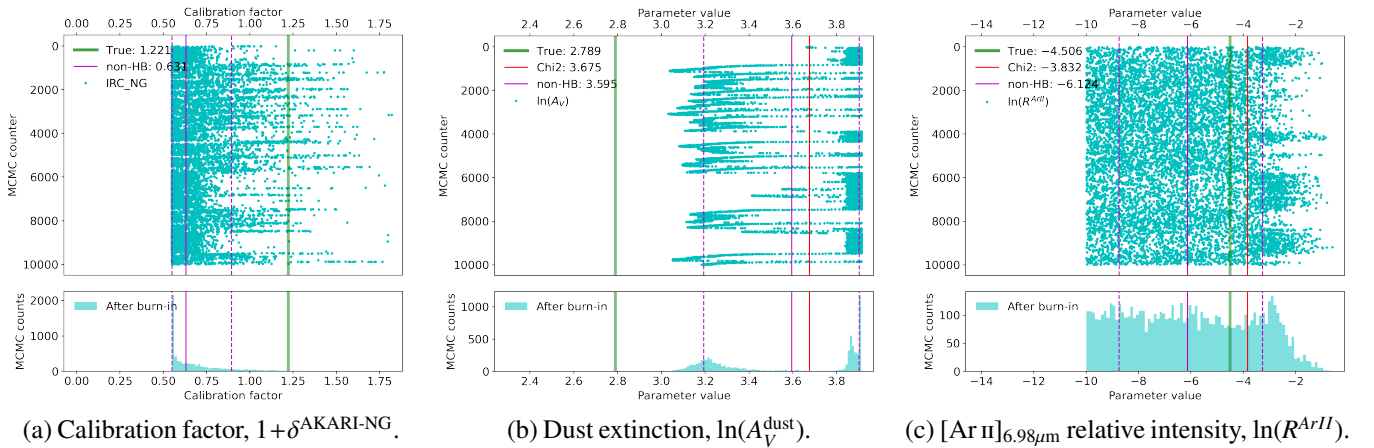 Calibration factor
0.00 0.25 0.50 0.75 1.00 1.25 1.50 1.75
MCMC counter
0
2000
4000
6000
8000
10000
True: 1.221
non-HB: 0.631
IRC_NG
MCMC counts
2000
1000
0
After burn-in
0.00 0.25 0.50 0.75 1.00 1.25 1.50 1.75
Calibration factor
(a) Calibration factor, 1+δ^AKARI-NG.
Parameter value
2.4 2.6 2.8 3.0 3.2 3.4 3.6 3.8
MCMC counter
0
2000
4000
6000
8000
10000
True: 2.789
Chi2: 3.675
non-HB: 3.595
ln(A_V)
MCMC counts
1000
500
0
After burn-in
2.4 2.6 2.8 3.0 3.2 3.4 3.6 3.8
Parameter value
(b) Dust extinction, ln(A_V^dust).
Parameter value
−14 −12 −10 −8 −6 −4 −2
MCMC counter
0
2000
4000
6000
8000
10000
True: −4.506
Chi2: −3.832
non-HB: −6.124
ln(R^ArII)
MCMC counts
100
50
0
After burn-in
−14 −12 −10 −8 −6 −4 −2
Parameter value
(c) [Ar II]6.98μm relative intensity, ln(R^ArII).